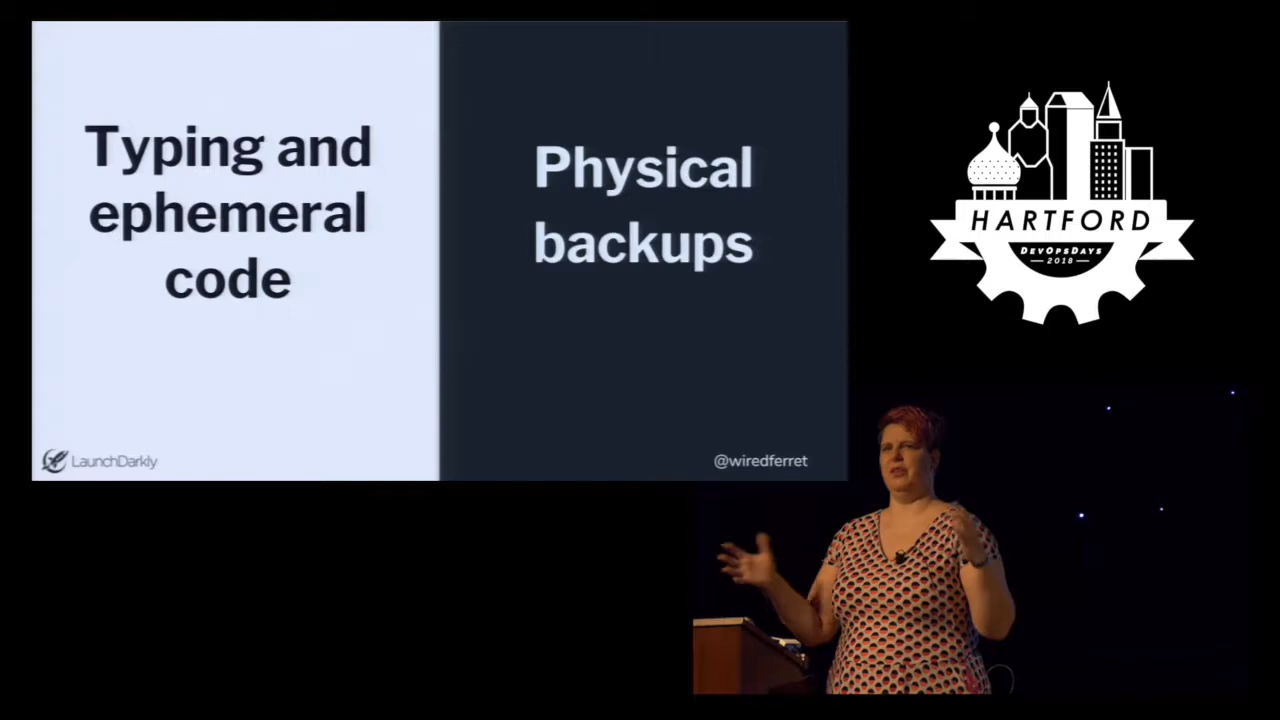 Typing and
ephemeral
code
Physical
backups
LaunchDarkly
@wiredferret
HARTFORD
DEVOPSDAYS
2018